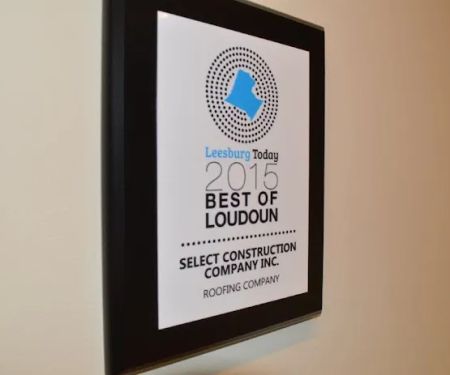 Leesburg Today
2015
BEST OF
LOUDOUN
SELECT CONSTRUCTION
COMPANY INC.
ROOFING COMPANY